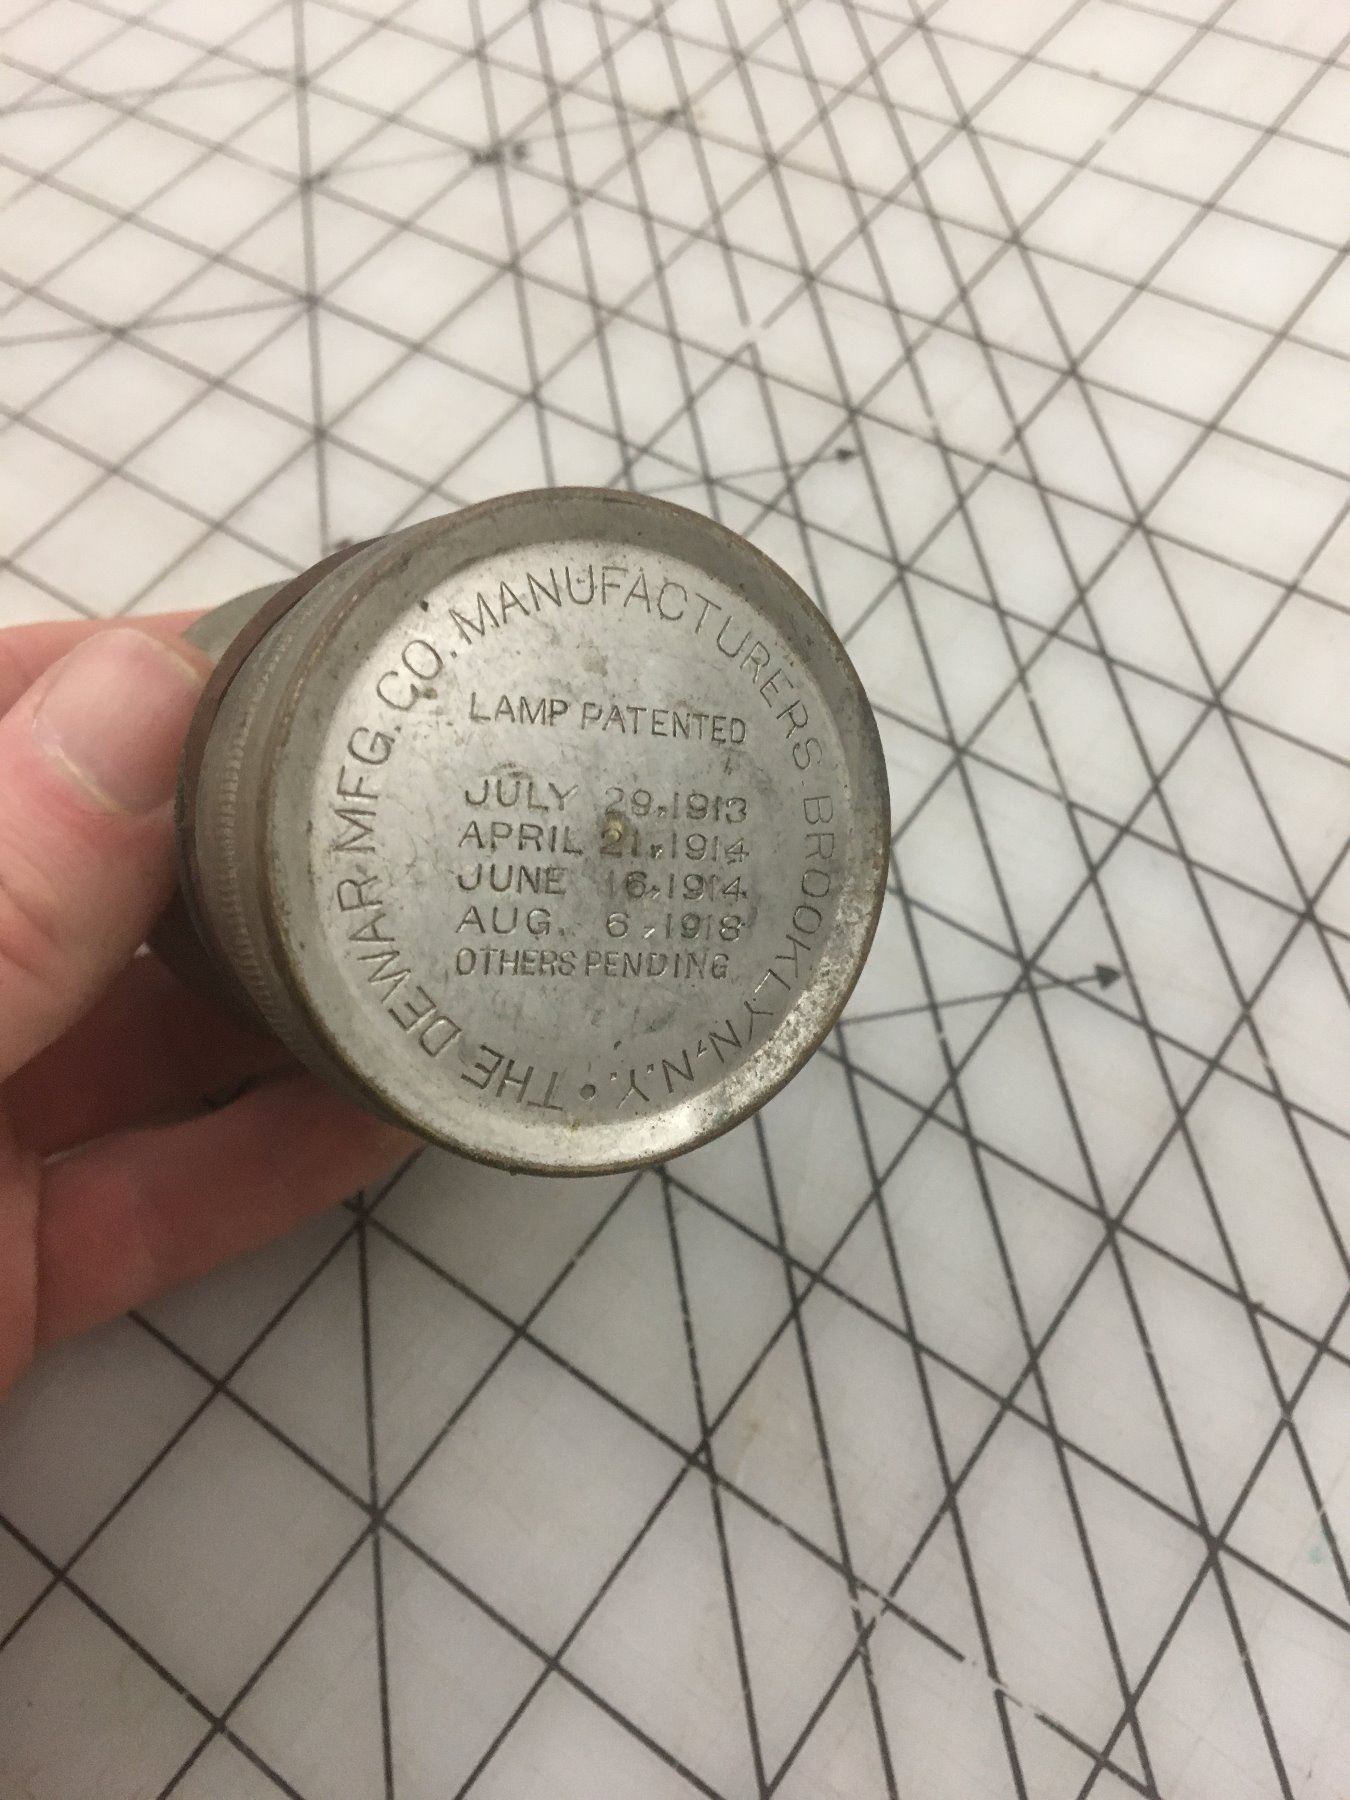 THE DEWAR MFG. CO. MANUFACTURERS. BROOKLYN, N.Y. •
LAMP PATENTED
JULY 29, 1913
APRIL 21, 1914
JUNE 16, 1914
AUG. 6, 1918
OTHERS PENDING